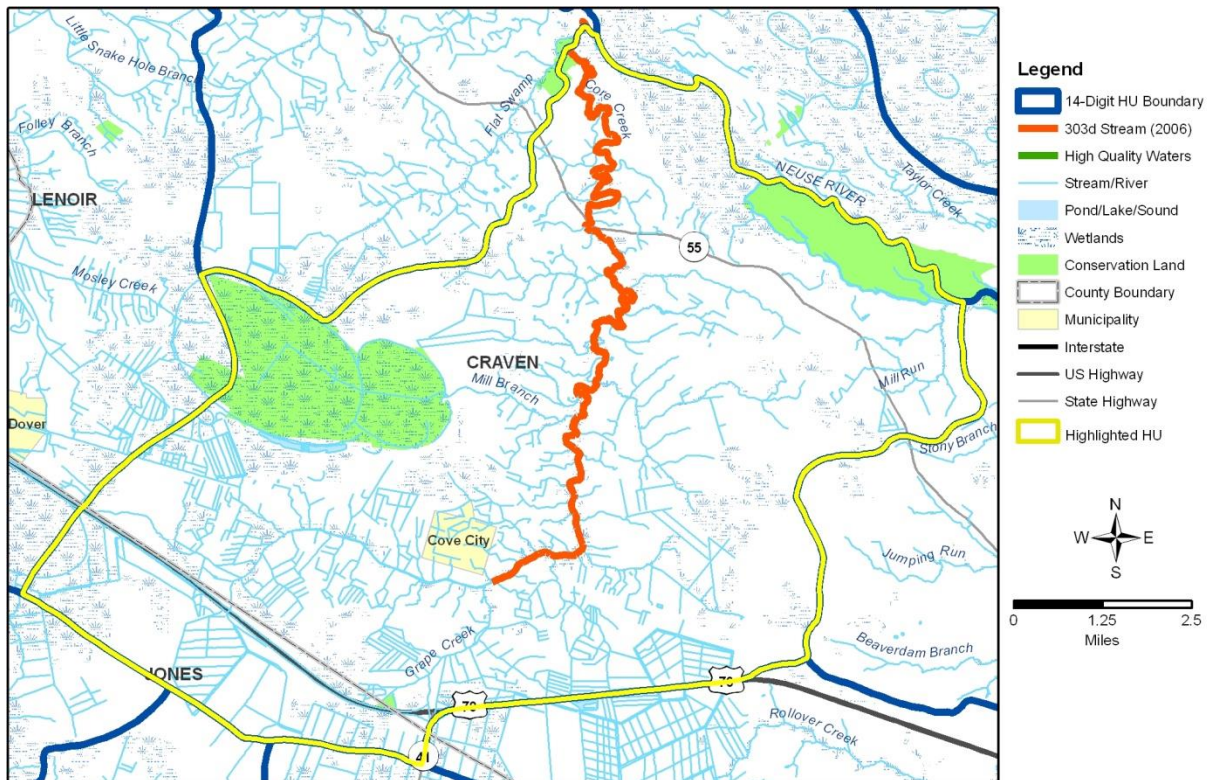 Little Snake Hole Branch
Folley Branch
LENOIR
Mosley Creek
Flat Swamp
Core Creek
NEUSE RIVER
Taylor Creek
55
CRAVEN
Mill Branch
Mill Run
Stony Branch
Dover
Cove City
Jumping Run
Grape Creek
Beaverdam Branch
JONES
70
70
Rollover Creek
41
Legend
14-Digit HU Boundary
303d Stream (2006)
High Quality Waters
Stream/River
Pond/Lake/Sound
Wetlands
Conservation Land
County Boundary
Municipality
Interstate
US Highway
State Highway
Highlighted HU
N
W E
S
0 1.25 2.5
Miles